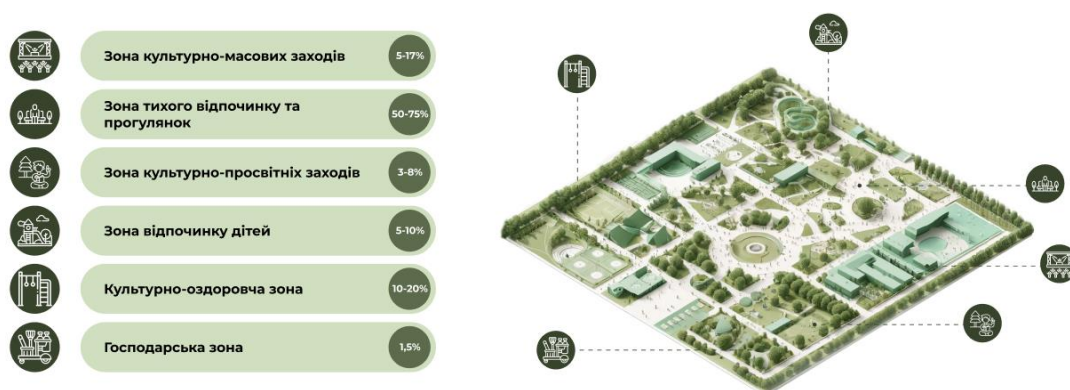 Зона культурно-масових заходів
5-17%
Зона тихого відпочинку та
прогулянок
50-75%
Зона культурно-просвітніх заходів
3-8%
Зона відпочинку дітей
5-10%
Культурно-оздоровча зона
10-20%
Господарська зона
1,5%